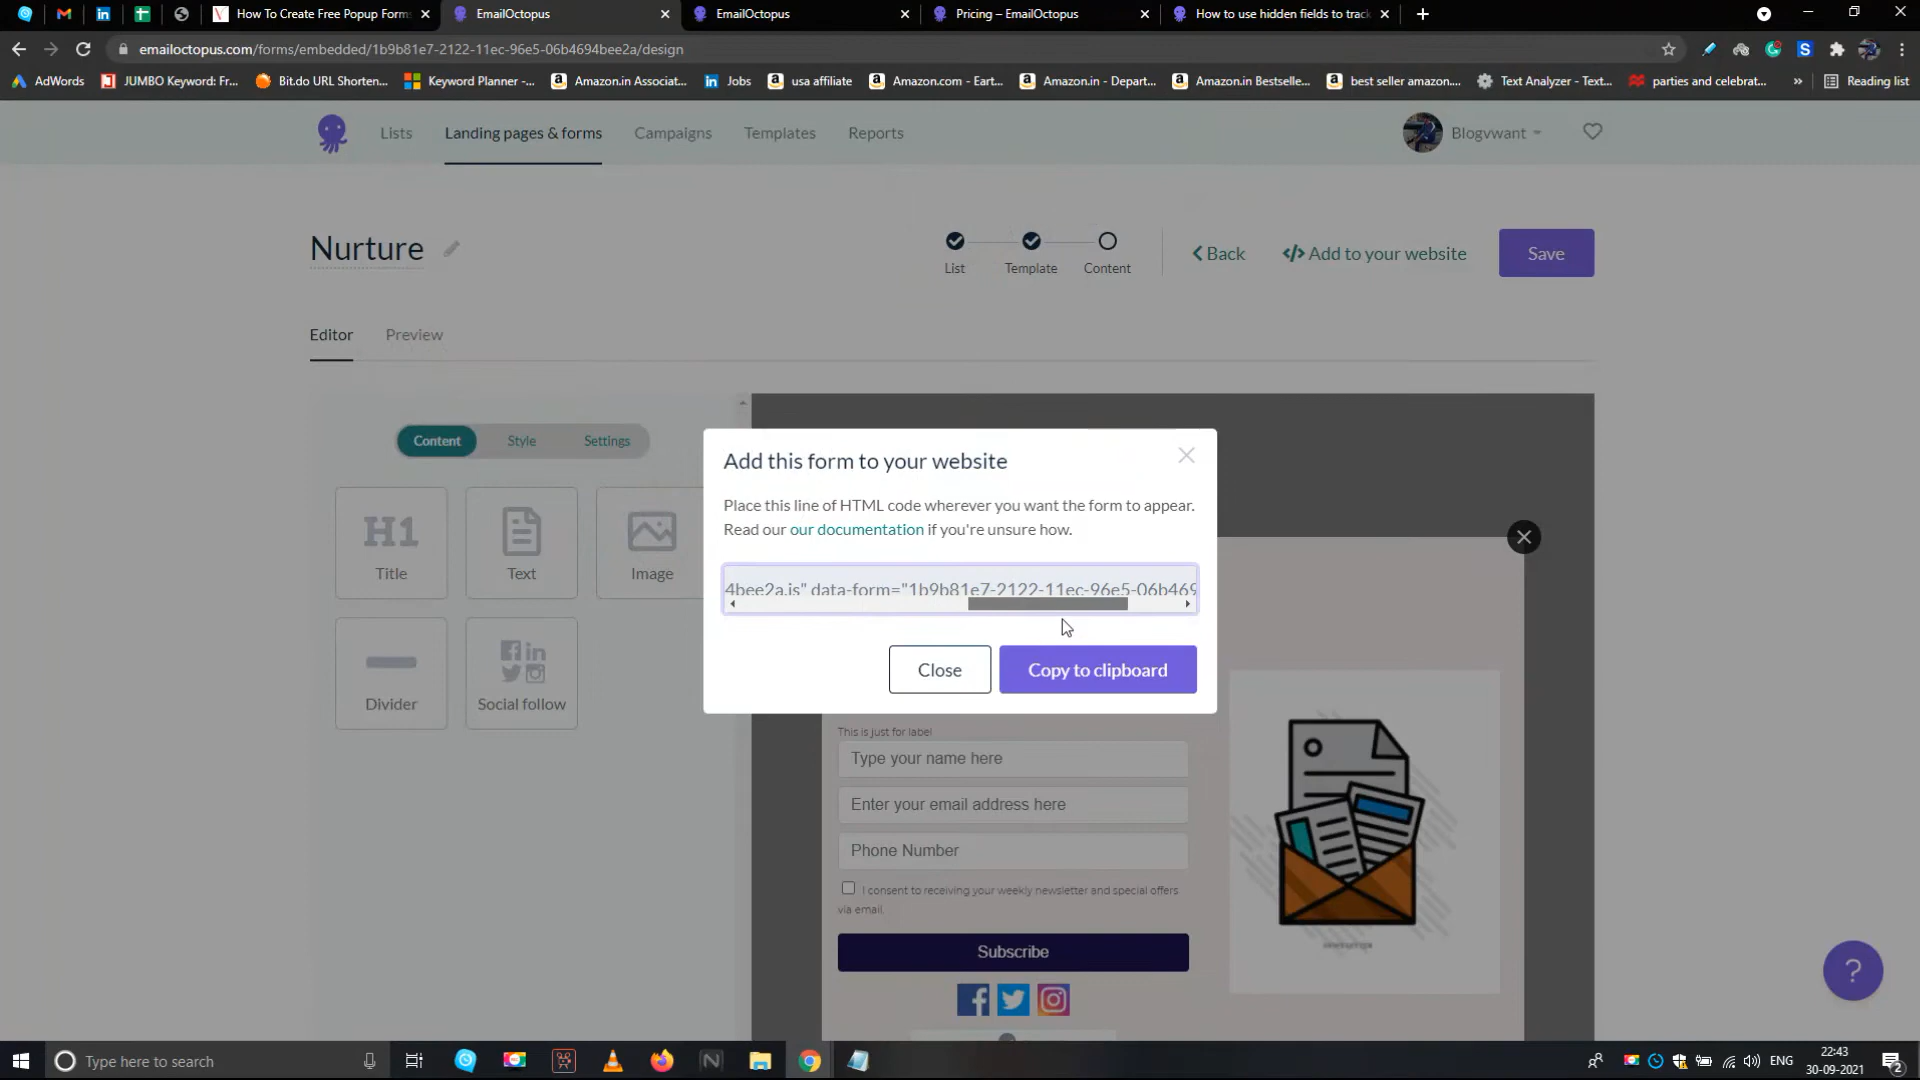 How To Create Free Popup Forms
EmailOctopus
EmailOctopus
Pricing – EmailOctopus
How to use hidden fields to track
emailoctopus.com/forms/embedded/1b9b81e7-2122-11ec-96e5-06b4694bee2a/design
AdWords
JUMBO Keyword: Fr...
Bit.do URL Shorten...
Keyword Planner -...
Amazon.in Associat...
Jobs
usa affiliate
Amazon.com - Eart...
Amazon.in - Depart...
Amazon.in Bestselle...
best seller amazon....
Text Analyzer - Text...
parties and celebrat...
»
Reading list
Lists
Landing pages & forms
Campaigns
Templates
Reports
Blogvwant
Nurture
List
Template
Content
Back
</> Add to your website
Save
Editor
Preview
Content
Style
Settings
H1
Title
Text
Image
Divider
Social follow
Add this form to your website
Place this line of HTML code wherever you want the form to appear.
Read our our documentation if you're unsure how.
4bee2a.js" data-form="1b9b81e7-2122-11ec-96e5-06b469
Close
Copy to clipboard
This is just for label
Type your name here
Enter your email address here
Phone Number
I consent to receiving your weekly newsletter and special offers
via email.
Subscribe
?
Type here to search
ENG
22:43
30-09-2021
2